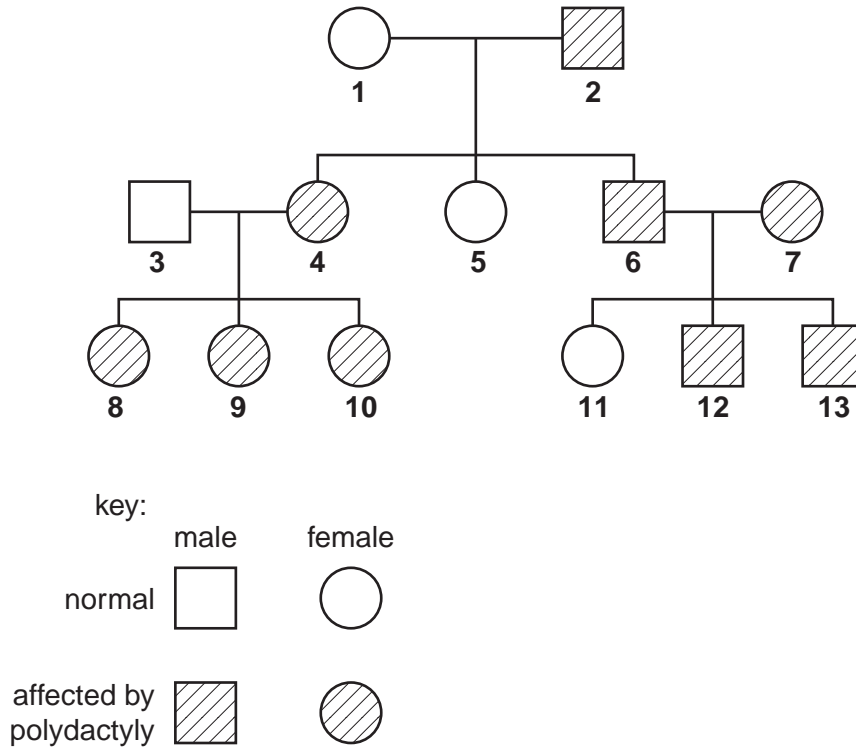 1 2
3 4 5 6 7
8 9 10 11 12 13
key:
male female
normal
affected by
polydactyly